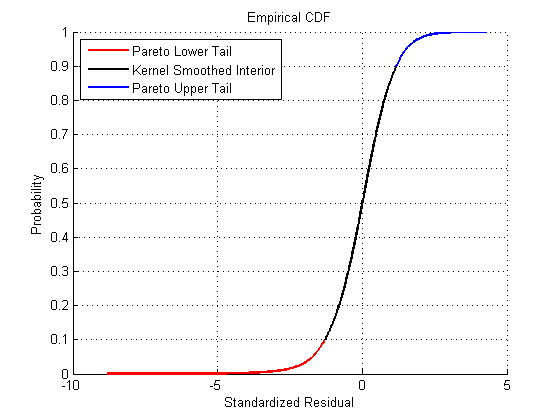 Empirical CDF
Pareto Lower Tail
Kernel Smoothed Interior
Pareto Upper Tail
Probability
1
0.9
0.8
0.7
0.6
0.5
0.4
0.3
0.2
0.1
0
-10 -5 0 5
Standardized Residual